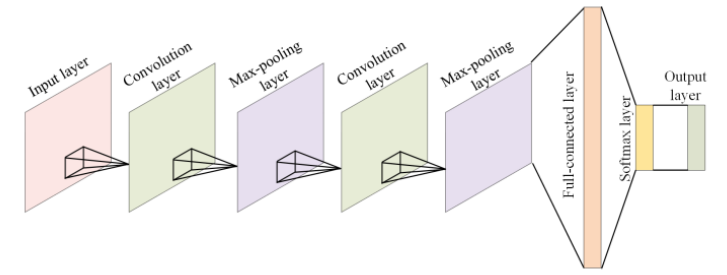 Input layer
Convolution
layer
Max-pooling
layer
Convolution
layer
Max-pooling
layer
Full-connected layer
Softmax layer
Output
layer